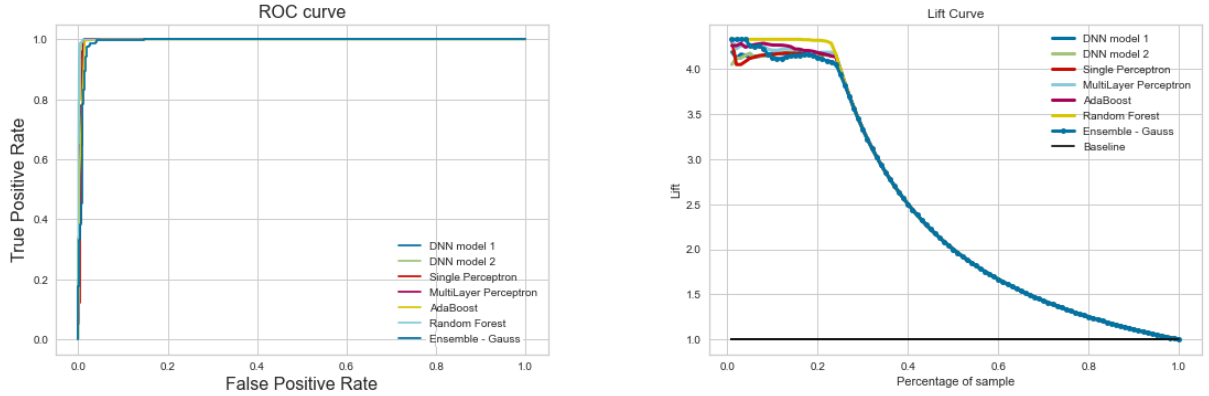 ROC curve
1.0
0.8
0.6
0.4
0.2
0.0
True Positive Rate
DNN model 1
DNN model 2
Single Perceptron
MultiLayer Perceptron
AdaBoost
Random Forest
Ensemble - Gauss
0.0 0.2 0.4 0.6 0.8 1.0
False Positive Rate
Lift Curve
4.0
3.5
3.0
2.5
2.0
1.5
1.0
Lift
DNN model 1
DNN model 2
Single Perceptron
MultiLayer Perceptron
AdaBoost
Random Forest
Ensemble - Gauss
Baseline
0.0 0.2 0.4 0.6 0.8 1.0
Percentage of sample